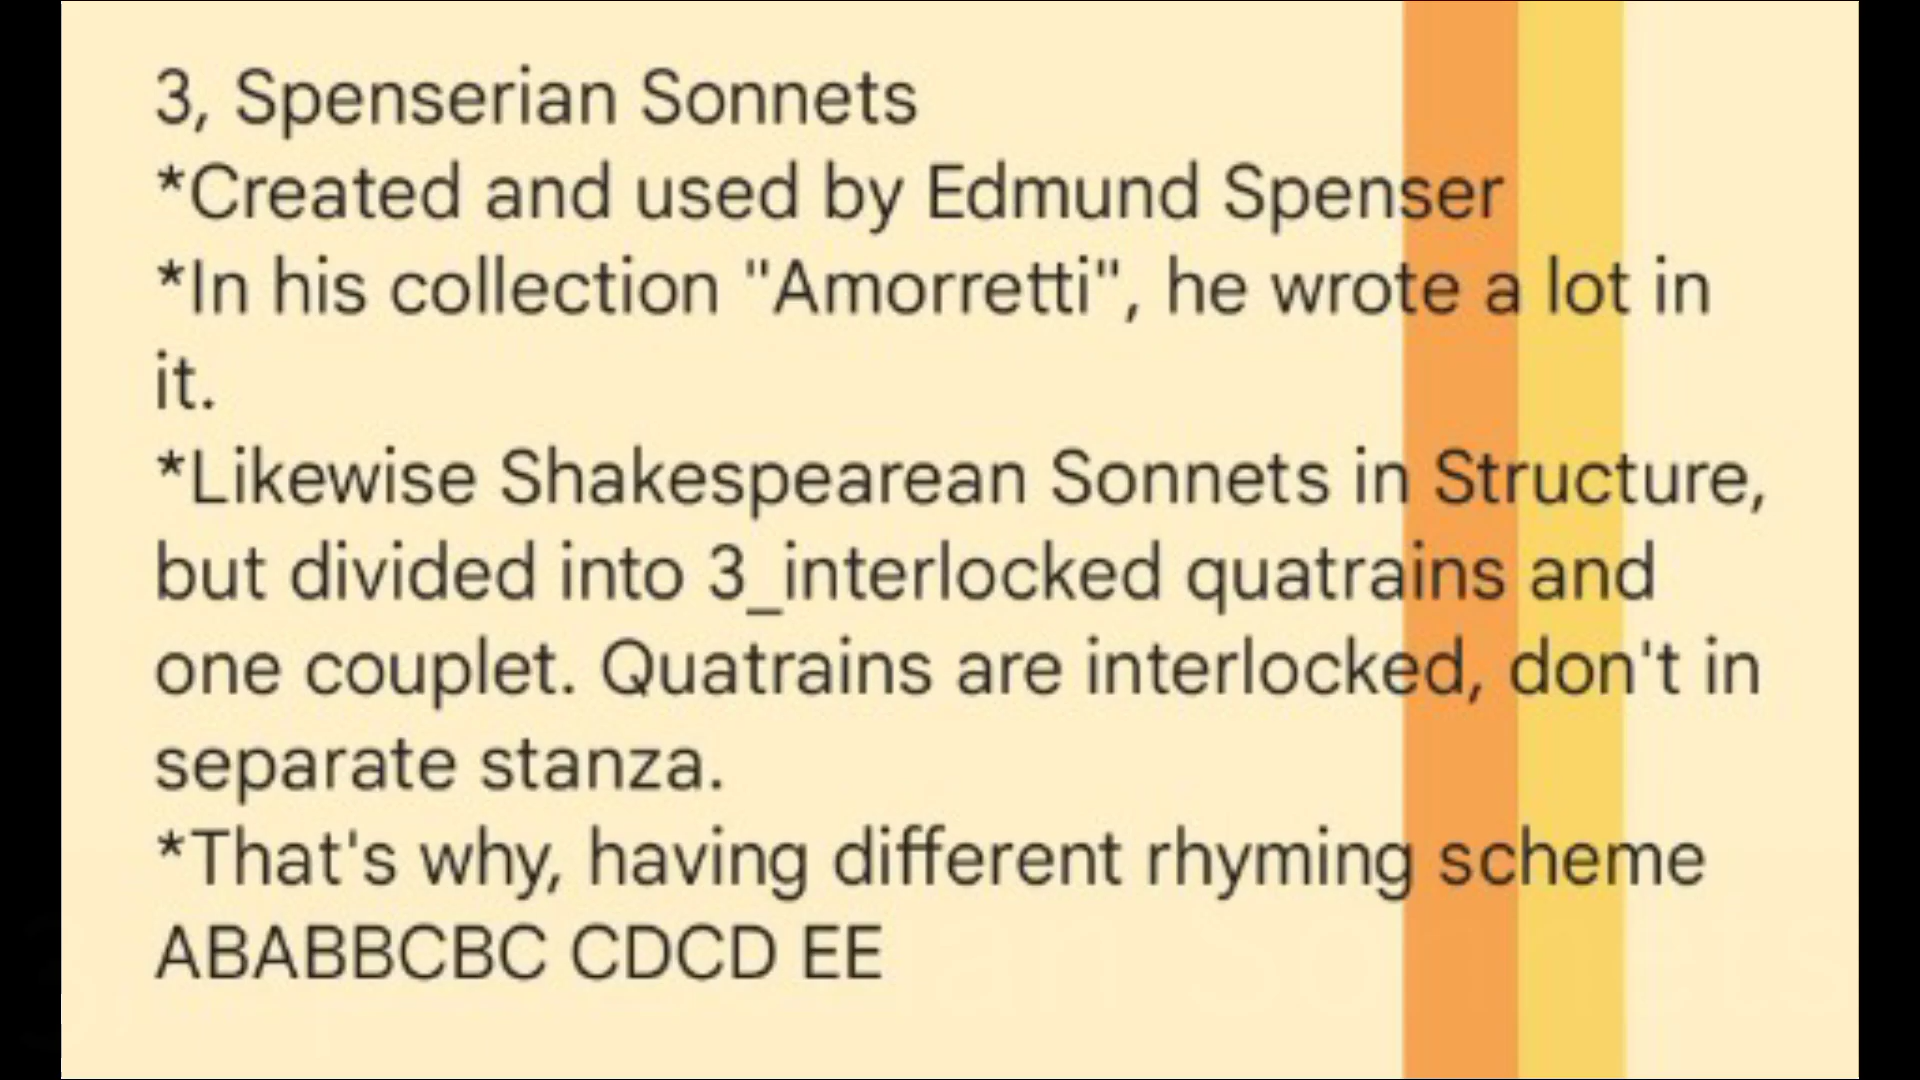 3, Spenserian Sonnets
*Created and used by Edmund Spenser
*In his collection "Amorretti", he wrote a lot in
it.
*Likewise Shakespearean Sonnets in Structure,
but divided into 3_interlocked quatrains and
one couplet. Quatrains are interlocked, don't in
separate stanza.
*That's why, having different rhyming scheme
ABABBCBC CDCD EE